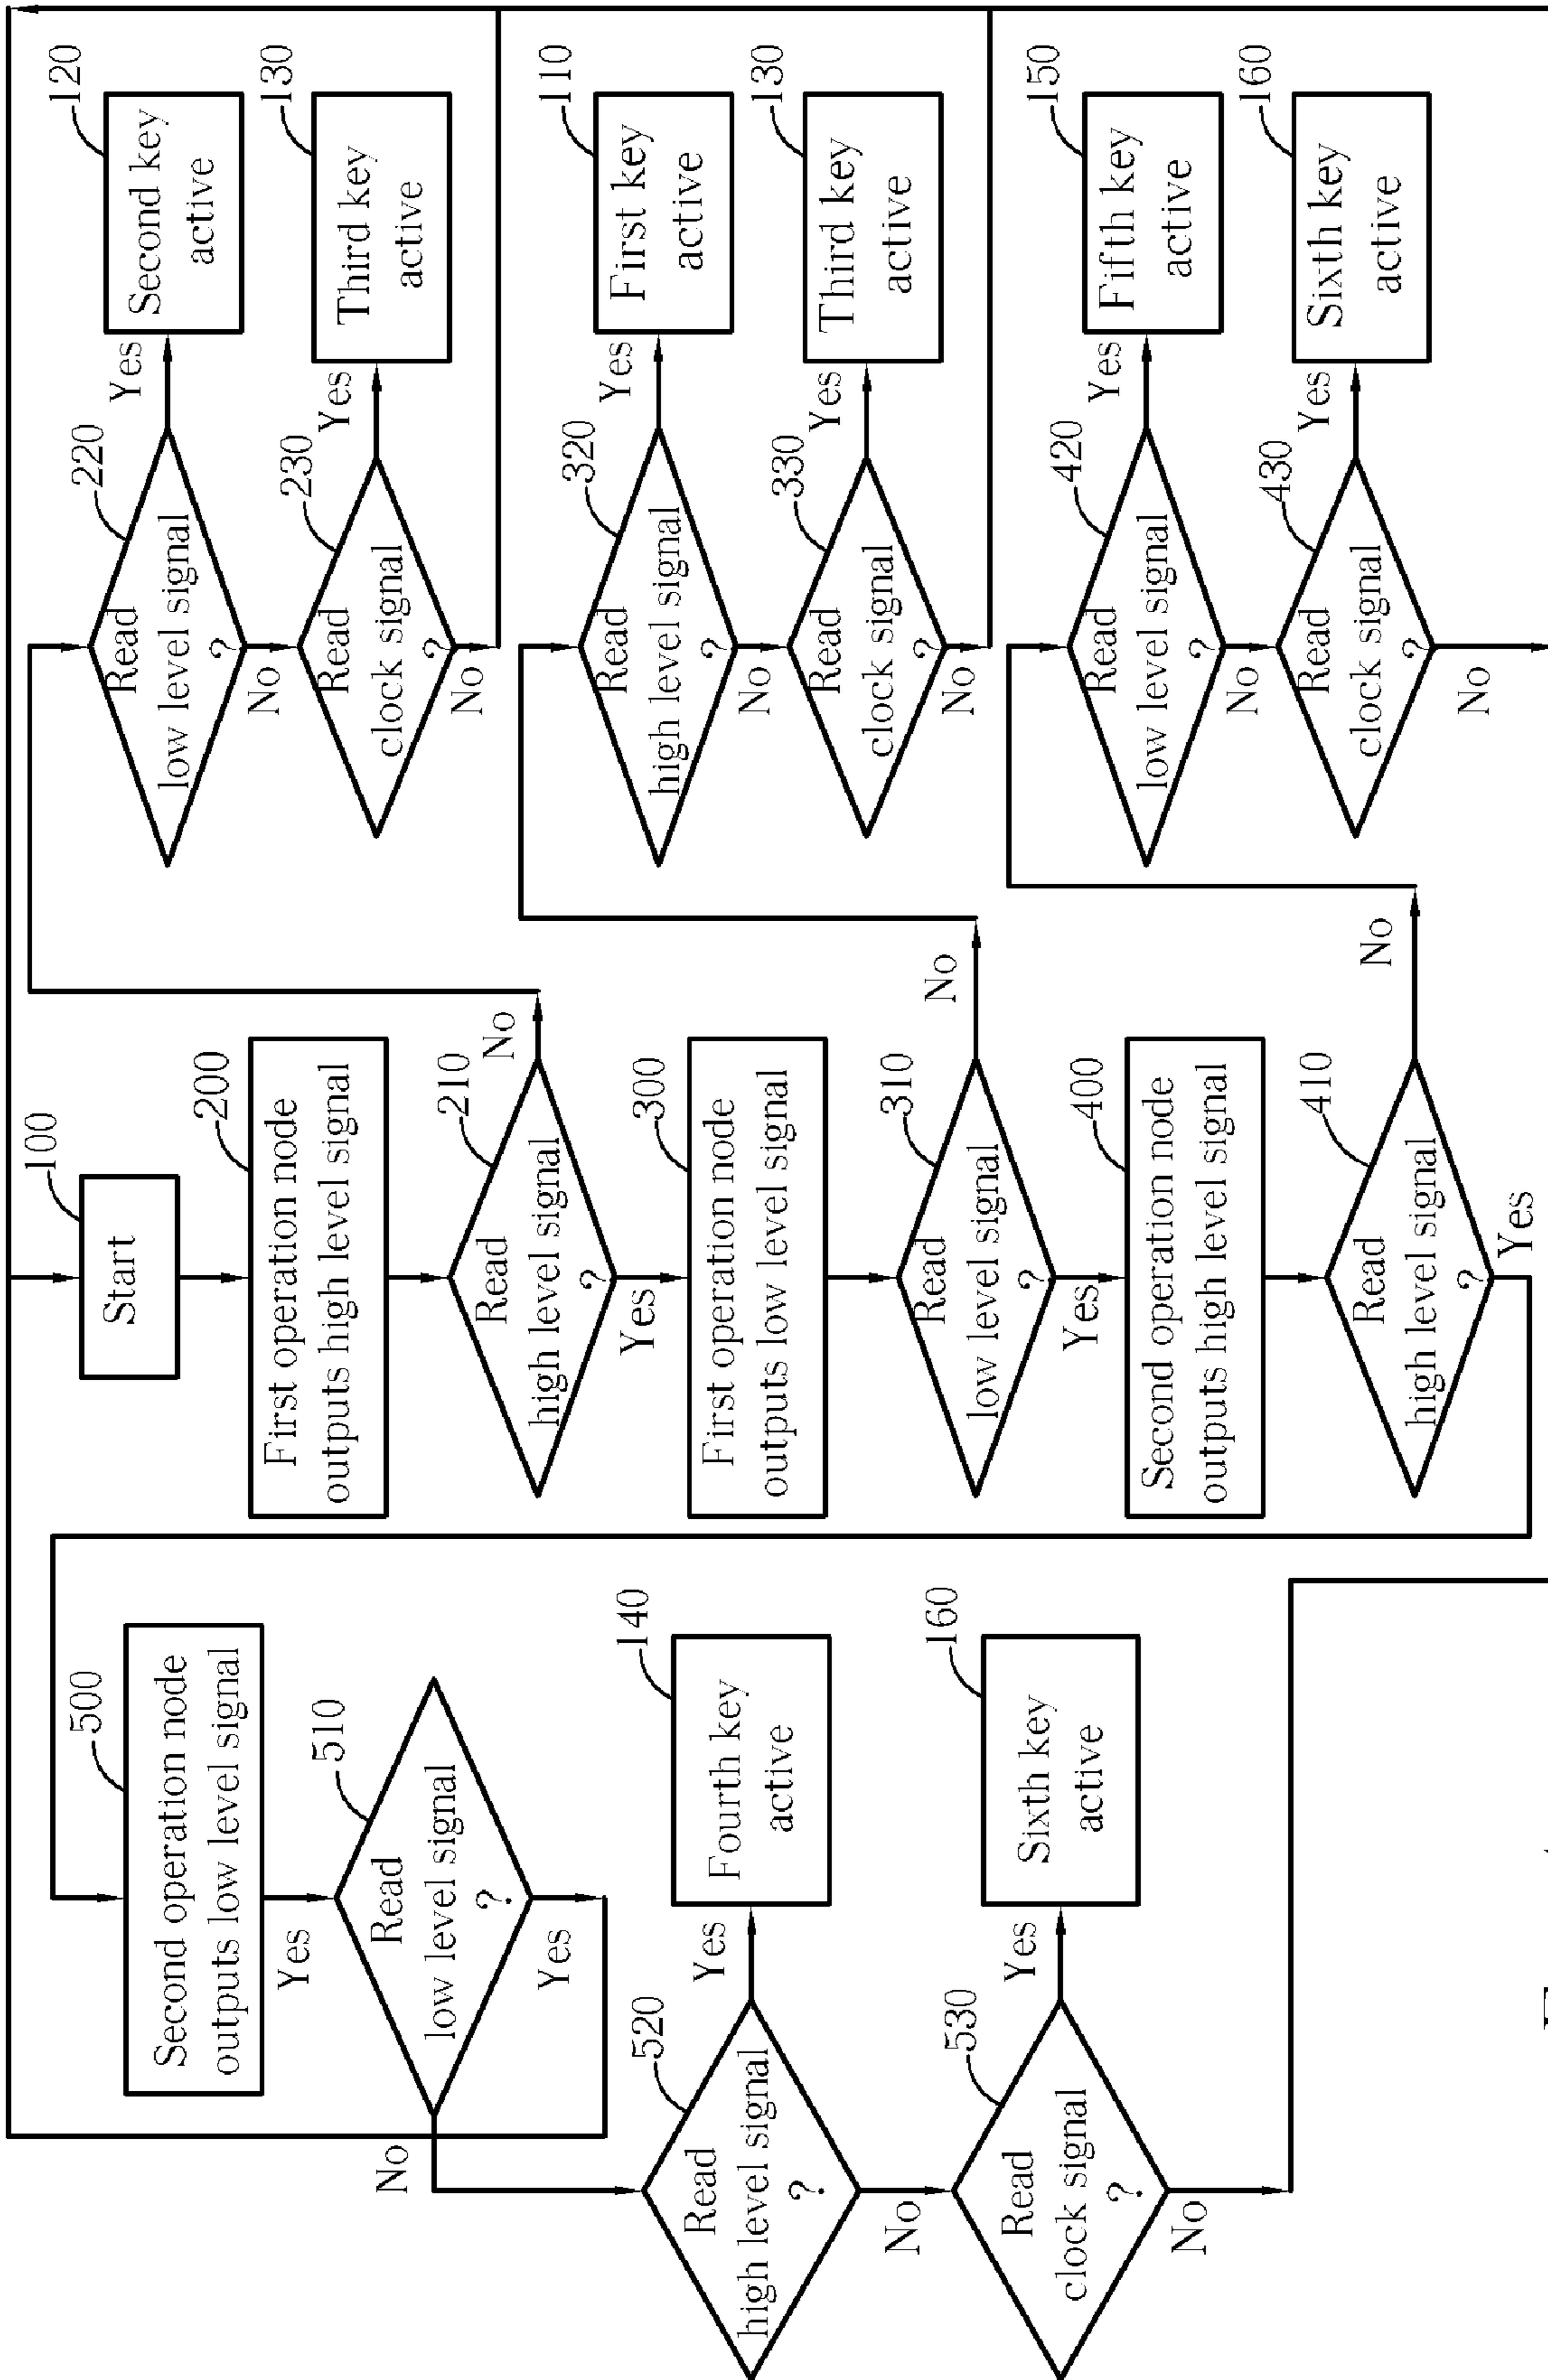 100
Start
200
First operation node
outputs high level signal
210
Read
high level signal
?
No
Yes
300
First operation node
outputs low level signal
310
Read
low level signal
?
No
Yes
400
Second operation node
outputs high level signal
410
Read
high level signal
?
No
Yes
220
Read
low level signal
?
Yes
120
Second key
active
No
230
Read
clock signal
?
Yes
130
Third key
active
No
320
Read
high level signal
?
Yes
110
First key
active
No
330
Read
clock signal
?
Yes
130
Third key
active
No
420
Read
low level signal
?
Yes
150
Fifth key
active
No
430
Read
clock signal
?
Yes
160
Sixth key
active
No
500
Second operation node
outputs low level signal
Yes
510
Read
low level signal
?
Yes
No
520
Read
high level signal
?
Yes
140
Fourth key
active
No
530
Read
clock signal
?
Yes
160
Sixth key
active
No